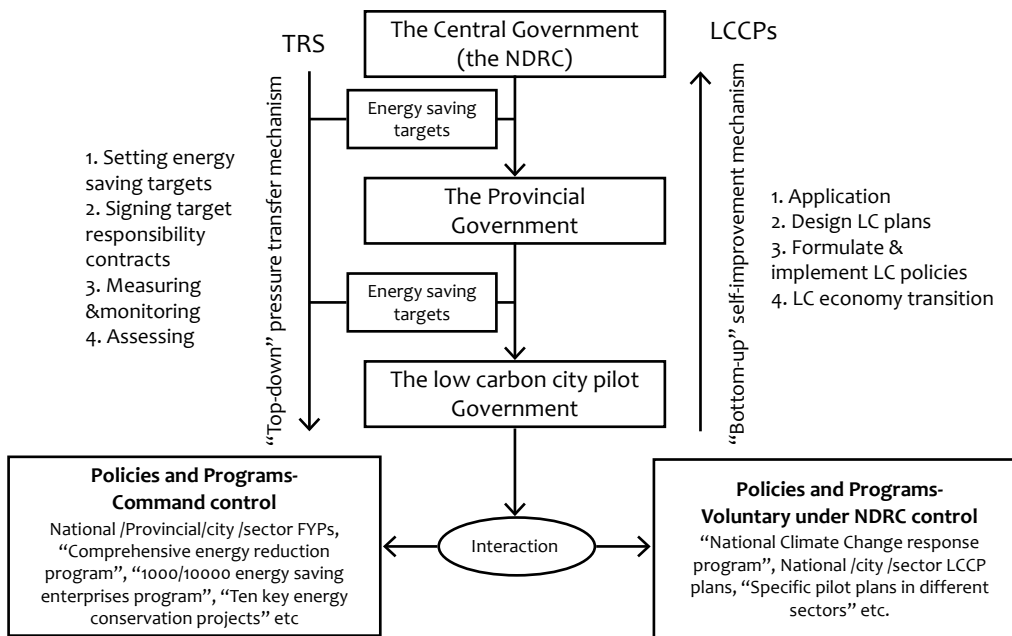 TRS
The Central Government
(the NDRC)
LCCPs
Energy saving
targets
"Top-down" pressure transfer mechanism
"Bottom-up" self-improvement mechanism
1. Setting energy
saving targets
2. Signing target
responsibility
contracts
3. Measuring
&monitoring
4. Assessing
The Provincial
Government
1. Application
2. Design LC plans
3. Formulate &
implement LC policies
4. LC economy transition
Energy saving
targets
The low carbon city pilot
Government
Policies and Programs-
Command control
National /Provincial/city /sector FYPs,
“Comprehensive energy reduction
program”, “1000/10000 energy saving
enterprises program”, “Ten key energy
conservation projects” etc
Interaction
Policies and Programs-
Voluntary under NDRC control
“National Climate Change response
program”, National /city /sector LCCP
plans, “Specific pilot plans in different
sectors” etc.